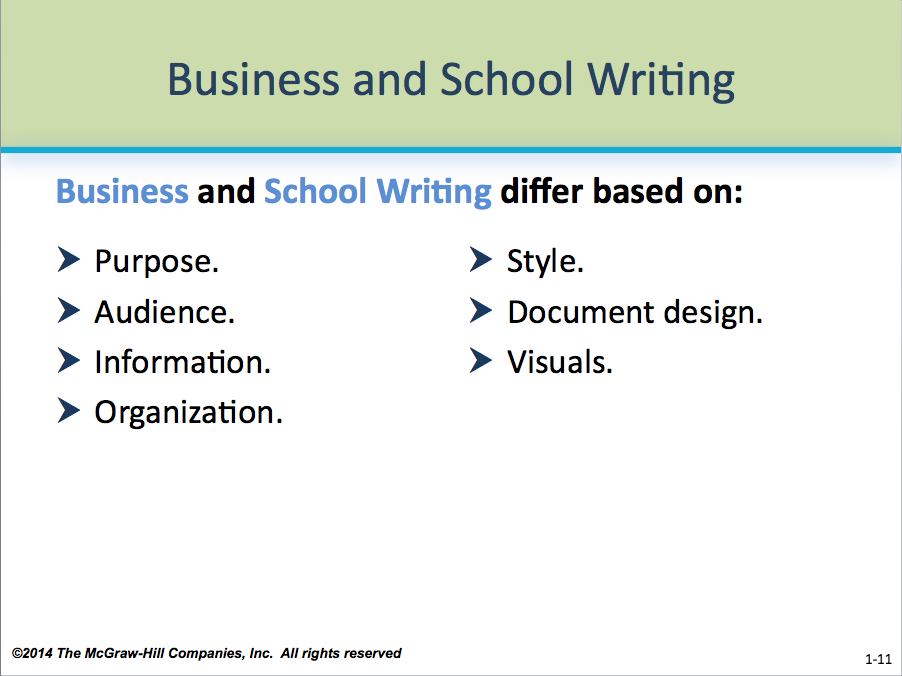 Business and School Writing
Business and School Writing differ based on:
➤ Purpose.
➤ Audience.
➤ Information.
➤ Organization.
➤ Style.
➤ Document design.
➤ Visuals.
©2014 The McGraw-Hill Companies, Inc. All rights reserved
1-11